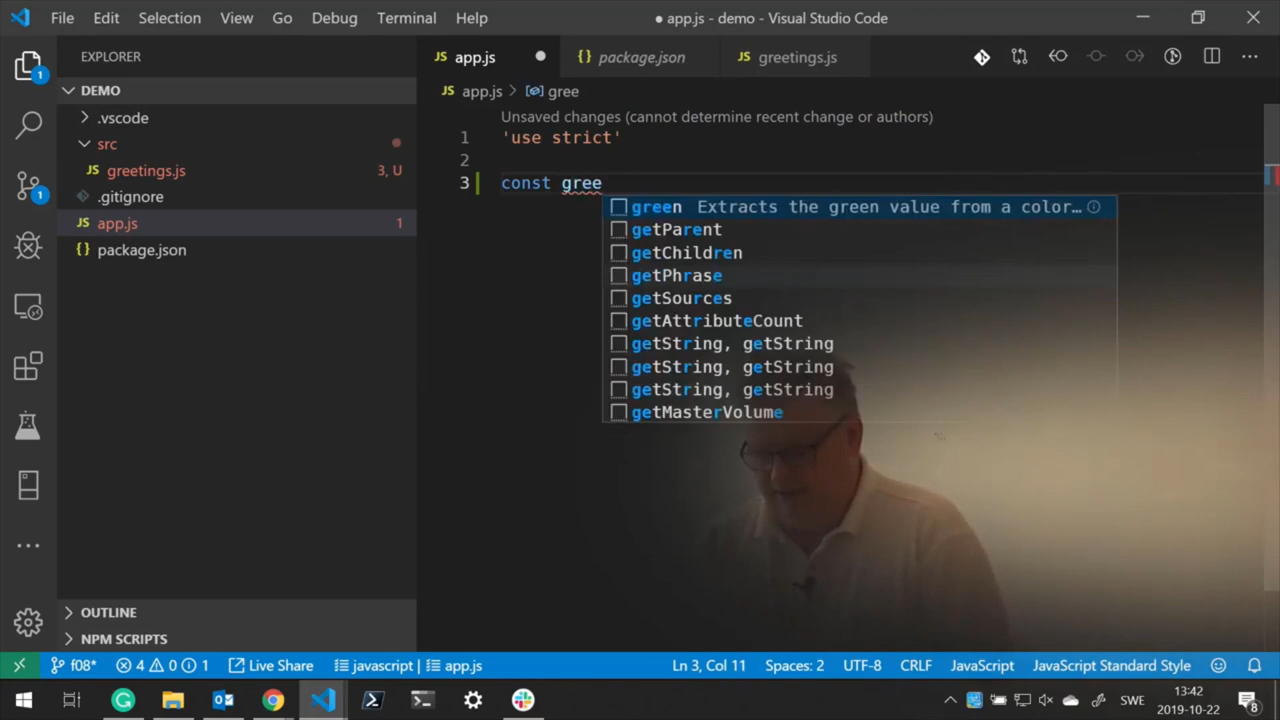 File Edit Selection View Go Debug Terminal Help
● app.js - demo - Visual Studio Code
EXPLORER
1
DEMO
.vscode
src
JS greetings.js 3, U
.gitignore
JS app.js 1
{} package.json
1
OUTLINE
NPM SCRIPTS
JS app.js
{} package.json
JS greetings.js
JS app.js > gree
Unsaved changes (cannot determine recent change or authors)
1 'use strict'
2
3 const gree
green Extracts the green value from a color…
getParent
getChildren
getPhrase
getSources
getAttributeCount
getString, getString
getString, getString
getString, getString
getMasterVolume
f08* 4 0 1 Live Share javascript | app.js Ln 3, Col 11 Spaces: 2 UTF-8 CRLF JavaScript JavaScript Standard Style
SWE
13:42
2019-10-22
8